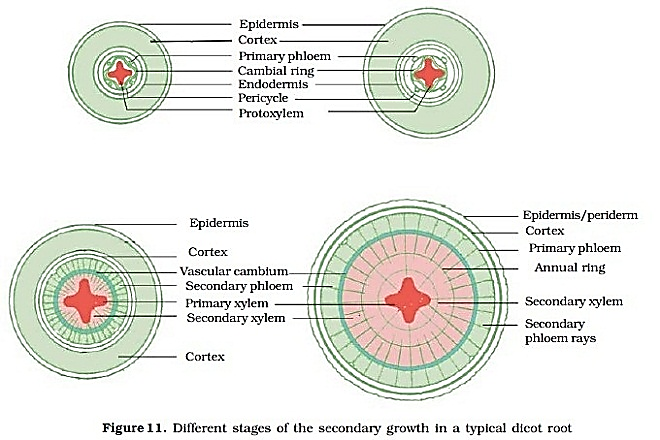 Epidermis
Cortex
Primary phloem
Cambial ring
Endodermis
Pericycle
Protoxylem
Epidermis
Cortex
Vascular cambium
Secondary phloem
Primary xylem
Secondary xylem
Cortex
Epidermis/periderm
Cortex
Primary phloem
Annual ring
Secondary xylem
Secondary
phloem rays
Figure 11. Different stages of the secondary growth in a typical dicot root